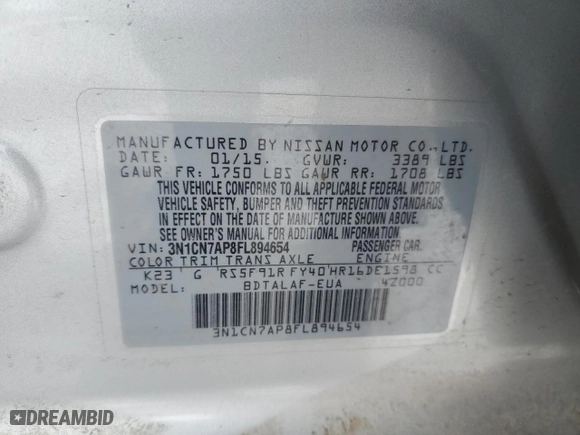 MANUFACTURED BY NISSAN MOTOR CO.,LTD.
DATE: 01/15. GVWR: 3389 LBS
GAWR FR: 1750 LBS GAWR RR: 1708 LBS
THIS VEHICLE CONFORMS TO ALL APPLICABLE FEDERAL MOTOR
VEHICLE SAFETY, BUMPER AND THEFT PREVENTION STANDARDS
IN EFFECT ON THE DATE OF MANUFACTURE SHOWN ABOVE.
SEE OWNER'S MANUAL FOR ADDITIONAL INFORMATION
VIN: 3N1CN7AP8FL894654 PASSENGER CAR.
COLOR TRIM TRANS AXLE ENGINE
K23 G RS5F91R FY40 HR16DE1598 CC
MODEL: BDTALAF-EUA 4Z000
3N1CN7AP8FL894654
DREAMBID